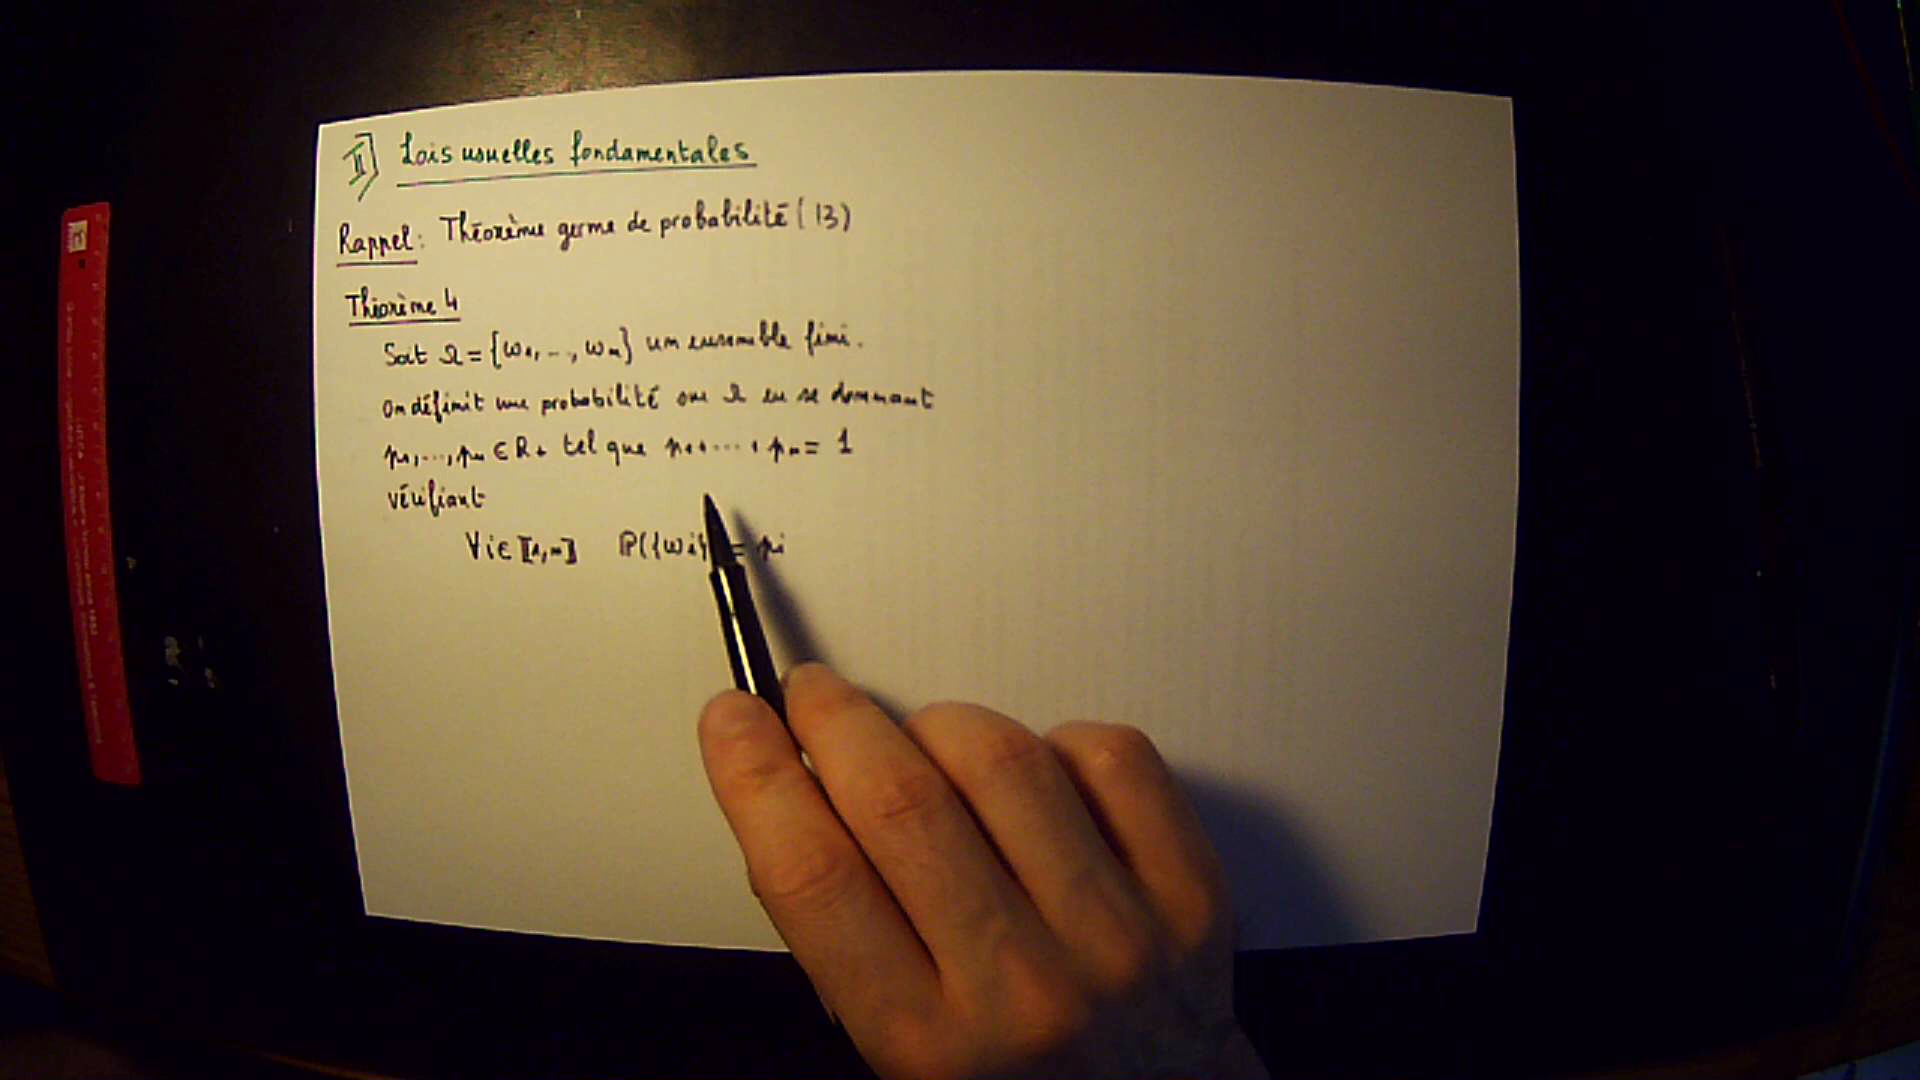 II) Lois usuelles fondamentales
Rappel : Théorème germe de probabilité (13)
Théorème 4
Soit Ω = {ω₁, ..., ωₙ} un ensemble fini.
On définit une probabilité sur Ω en se donnant
p₁, ..., pₙ ∈ R₊ tel que p₁ + ... + pₙ = 1
vérifiant
∀ i ∈ ⟦1, n⟧ ℙ({ωi}) = pi